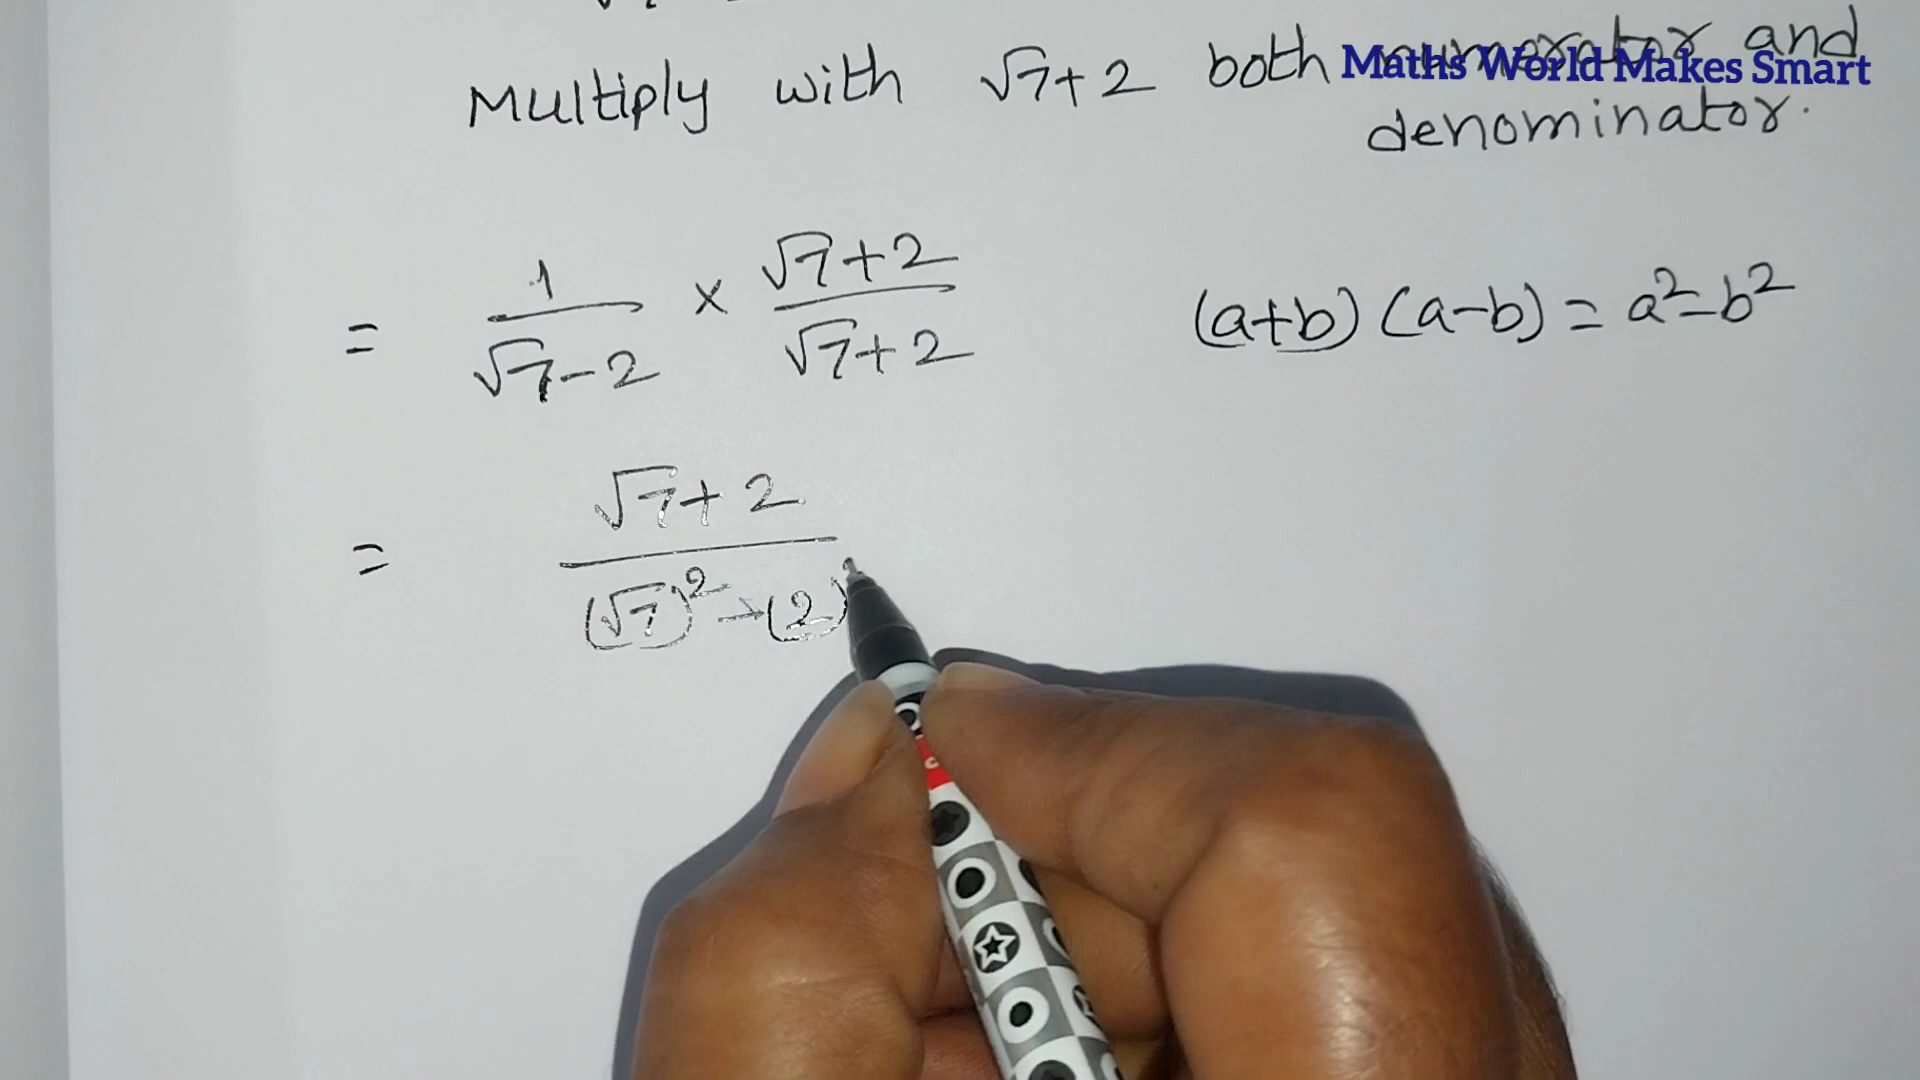 Multiply with √7+2 both numerator and
Maths World Makes Smart
denominator.
= 1/(√7-2) × (√7+2)/(√7+2)
(a+b)(a-b) = a²-b²
= (√7+2)/((√7)²-(2)²)